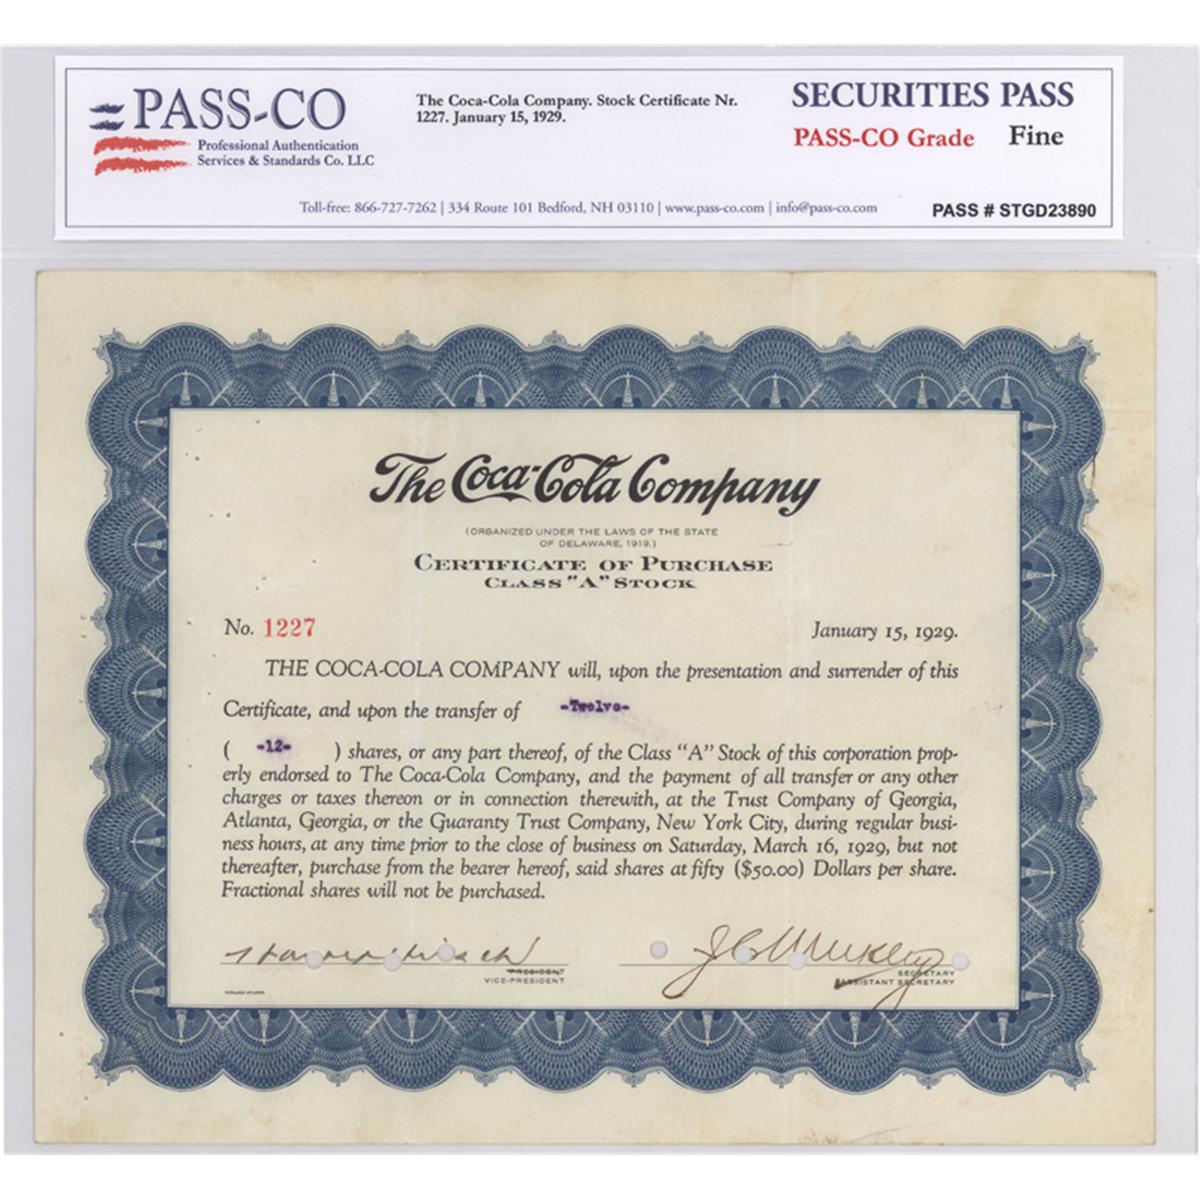 PASS-CO
Professional Authentication
Services & Standards Co. LLC
The Coca-Cola Company. Stock Certificate Nr.
1227. January 15, 1929.
SECURITIES PASS
PASS-CO Grade Fine
Toll-free: 866-727-7262 | 334 Route 101 Bedford, NH 03110 | www.pass-co.com | info@pass-co.com
PASS # STGD23890
The Coca-Cola Company
(ORGANIZED UNDER THE LAWS OF THE STATE
OF DELAWARE, 1919.)
CERTIFICATE OF PURCHASE
CLASS "A" STOCK
No. 1227
January 15, 1929.
THE COCA-COLA COMPANY will, upon the presentation and surrender of this
Certificate, and upon the transfer of -Twelve-
( -12- ) shares, or any part thereof, of the Class "A" Stock of this corporation prop-
erly endorsed to The Coca-Cola Company, and the payment of all transfer or any other
charges or taxes thereon or in connection therewith, at the Trust Company of Georgia,
Atlanta, Georgia, or the Guaranty Trust Company, New York City, during regular busi-
ness hours, at any time prior to the close of business on Saturday, March 16, 1929, but not
thereafter, purchase from the bearer hereof, said shares at fifty ($50.00) Dollars per share.
Fractional shares will not be purchased.
PRESIDENT
VICE-PRESIDENT
SECRETARY
ASSISTANT SECRETARY